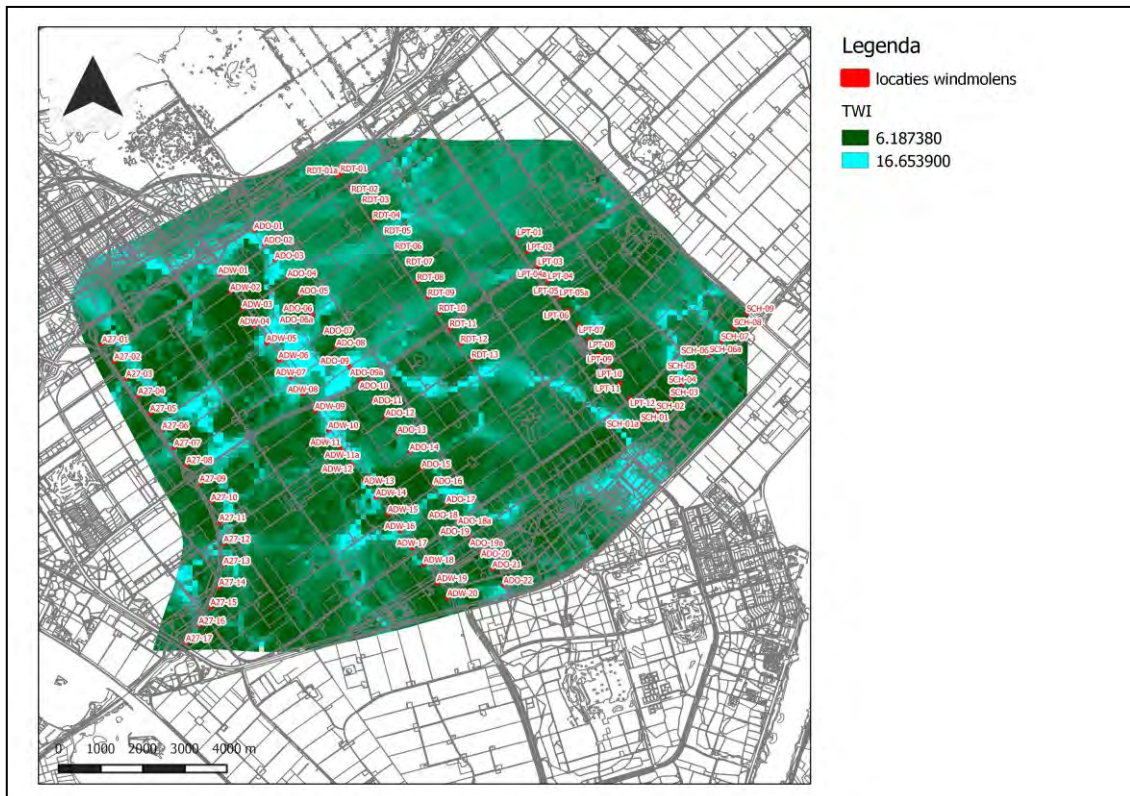 Legenda
locaties windmolens
TWI
6.187380
16.653900
RDT-01a
RDT-01
RDT-02
RDT-03
RDT-04
RDT-05
RDT-06
RDT-07
RDT-08
RDT-09
RDT-10
RDT-11
RDT-12
RDT-13
LPT-01
LPT-02
LPT-03
LPT-04a
LPT-04
LPT-05
LPT-05a
LPT-06
LPT-07
LPT-08
LPT-09
LPT-10
LPT-11
LPT-12
SCH-09
SCH-08
SCH-07
SCH-06a
SCH-06
SCH-05
SCH-04
SCH-03
SCH-02
SCH-01
SCH-01a
ADO-01
ADO-02
ADO-03
ADO-04
ADO-05
ADO-06
ADO-06a
ADO-07
ADO-08
ADO-09
ADO-09a
ADO-10
ADO-11
ADO-12
ADO-13
ADO-14
ADO-15
ADO-16
ADO-17
ADO-18
ADO-18a
ADO-19
ADO-19a
ADO-20
ADO-21
ADO-22
ADW-01
ADW-02
ADW-03
ADW-04
ADW-05
ADW-06
ADW-07
ADW-08
ADW-09
ADW-10
ADW-11
ADW-11a
ADW-12
ADW-13
ADW-14
ADW-15
ADW-16
ADW-17
ADW-18
ADW-19
ADW-20
A27-01
A27-02
A27-03
A27-04
A27-05
A27-06
A27-07
A27-08
A27-09
A27-10
A27-11
A27-12
A27-13
A27-14
A27-15
A27-16
A27-17
0 1000 2000 3000 4000 m